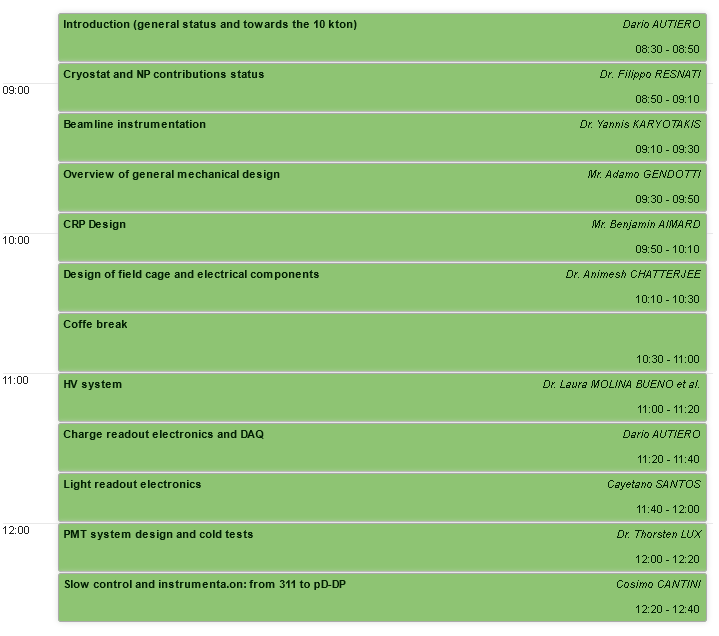 Introduction (general status and towards the 10 kton) Dario AUTIERO
08:30 - 08:50
Cryostat and NP contributions status Dr. Filippo RESNATI
09:00
08:50 - 09:10
Beamline instrumentation Dr. Yannis KARYOTAKIS
09:10 - 09:30
Overview of general mechanical design Mr. Adamo GENDOTTI
09:30 - 09:50
CRP Design Mr. Benjamin AIMARD
10:00
09:50 - 10:10
Design of field cage and electrical components Dr. Animesh CHATTERJEE
10:10 - 10:30
Coffe break
10:30 - 11:00
11:00
HV system Dr. Laura MOLINA BUENO et al.
11:00 - 11:20
Charge readout electronics and DAQ Dario AUTIERO
11:20 - 11:40
Light readout electronics Cayetano SANTOS
11:40 - 12:00
12:00
PMT system design and cold tests Dr. Thorsten LUX
12:00 - 12:20
Slow control and instrumenta.on: from 311 to pD-DP Cosimo CANTINI
12:20 - 12:40